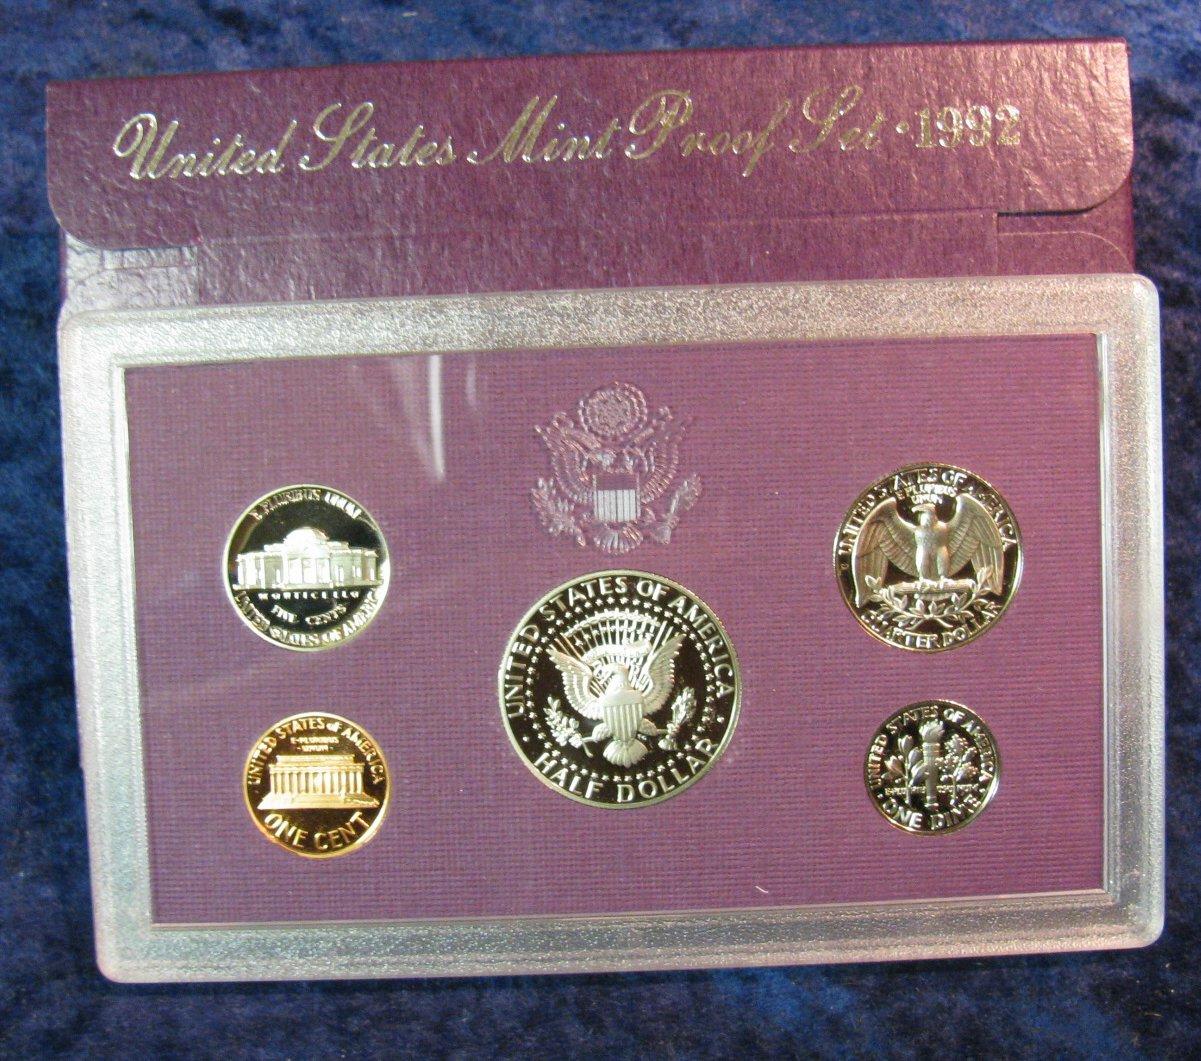 United States Mint Proof Set · 1992
E PLURIBUS UNUM
MONTICELLO
FIVE CENTS
UNITED STATES OF AMERICA
UNITED STATES OF AMERICA
E PLURIBUS
UNUM
QUARTER DOLLAR
UNITED STATES OF AMERICA
HALF DOLLAR
UNITED STATES OF AMERICA
E · PLURIBUS
· UNUM ·
ONE CENT
UNITED STATES OF AMERICA
· ONE DIME ·